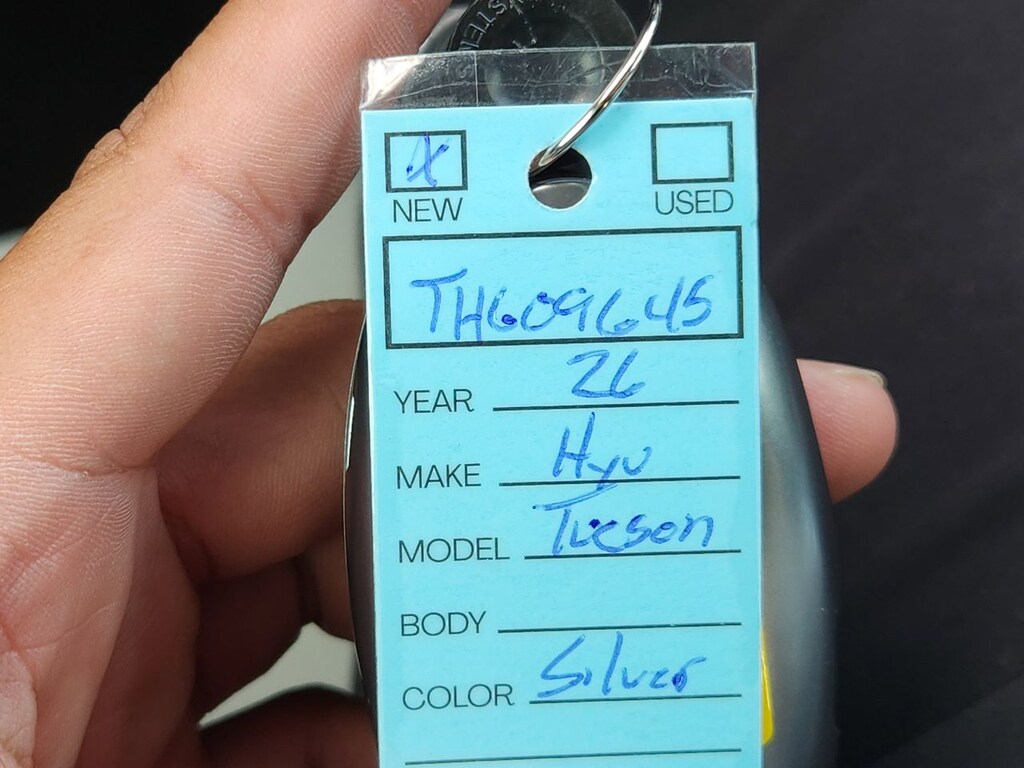 X
NEW USED
TH609645
YEAR 26
MAKE Hyu
MODEL Tucson
BODY
COLOR Silver